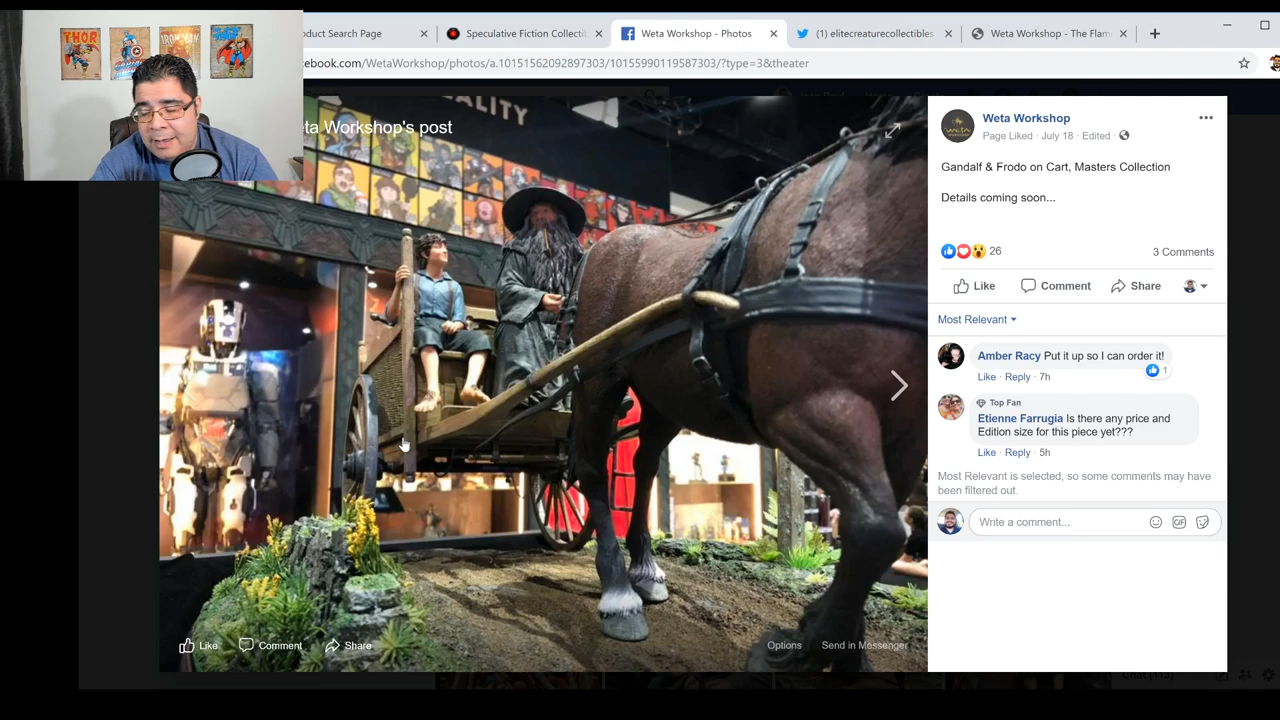 THOR
IRON MAN
oduct Search Page
Speculative Fiction Collectib
Weta Workshop - Photos
(1) elitecreaturecollectibles
Weta Workshop - The Flam
ebook.com/WetaWorkshop/photos/a.10151562092897303/10155990119587303/?type=3&theater
ALITY
ta Workshop's post
Weta Workshop
Page Liked · July 18 · Edited ·
Gandalf & Frodo on Cart, Masters Collection
Details coming soon...
26
3 Comments
Like
Comment
Share
Most Relevant
Amber Racy Put it up so I can order it!
1
Like · Reply · 7h
Top Fan
Etienne Farrugia Is there any price and
Edition size for this piece yet???
Like · Reply · 5h
Most Relevant is selected, so some comments may have
been filtered out.
Write a comment...
GIF
Like
Comment
Share
Options
Send in Messenger